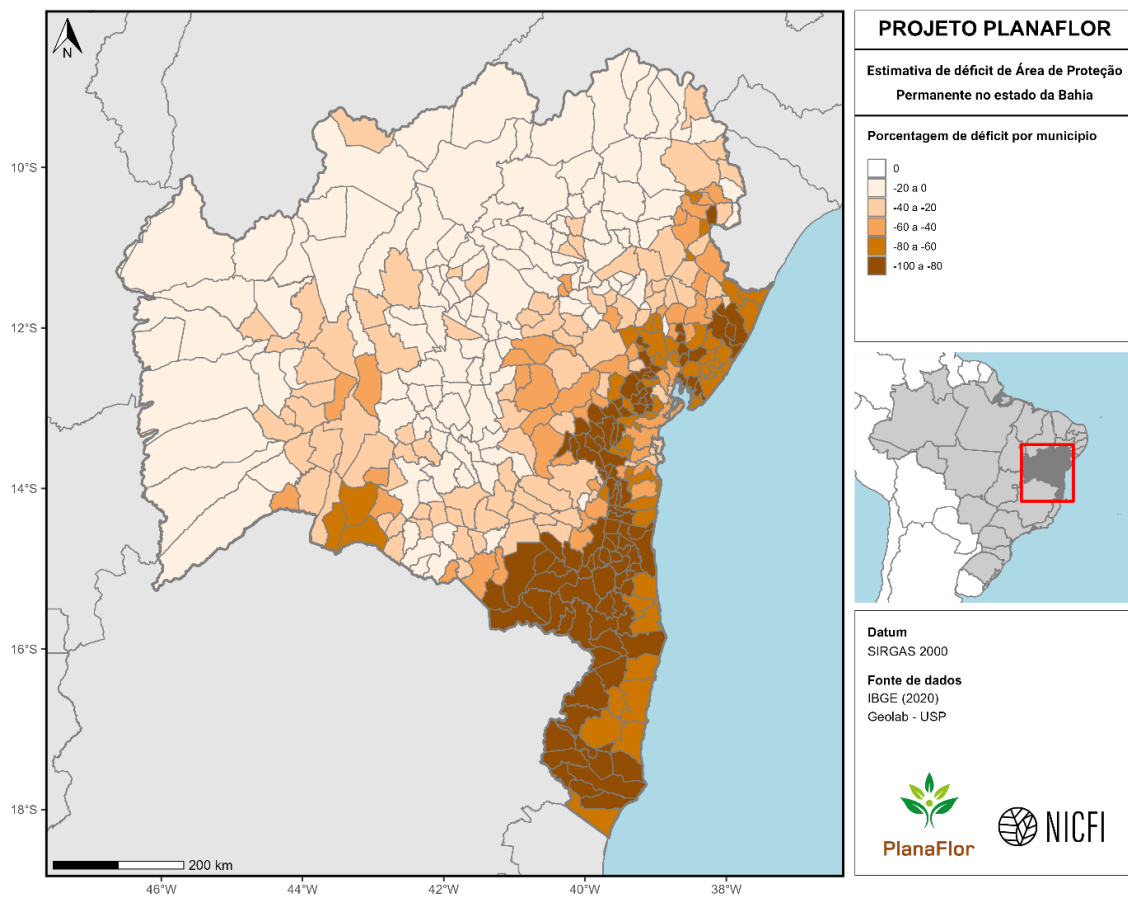 N
10°S
12°S
14°S
16°S
18°S
200 km
46°W
44°W
42°W
40°W
38°W
PROJETO PLANAFLOR
Estimativa de déficit de Área de Proteção
Permanente no estado da Bahia
Porcentagem de déficit por municipio
0
-20 a 0
-40 a -20
-60 a -40
-80 a -60
-100 a -80
Datum
SIRGAS 2000
Fonte de dados
IBGE (2020)
Geolab - USP
PlanaFlor
NICFI